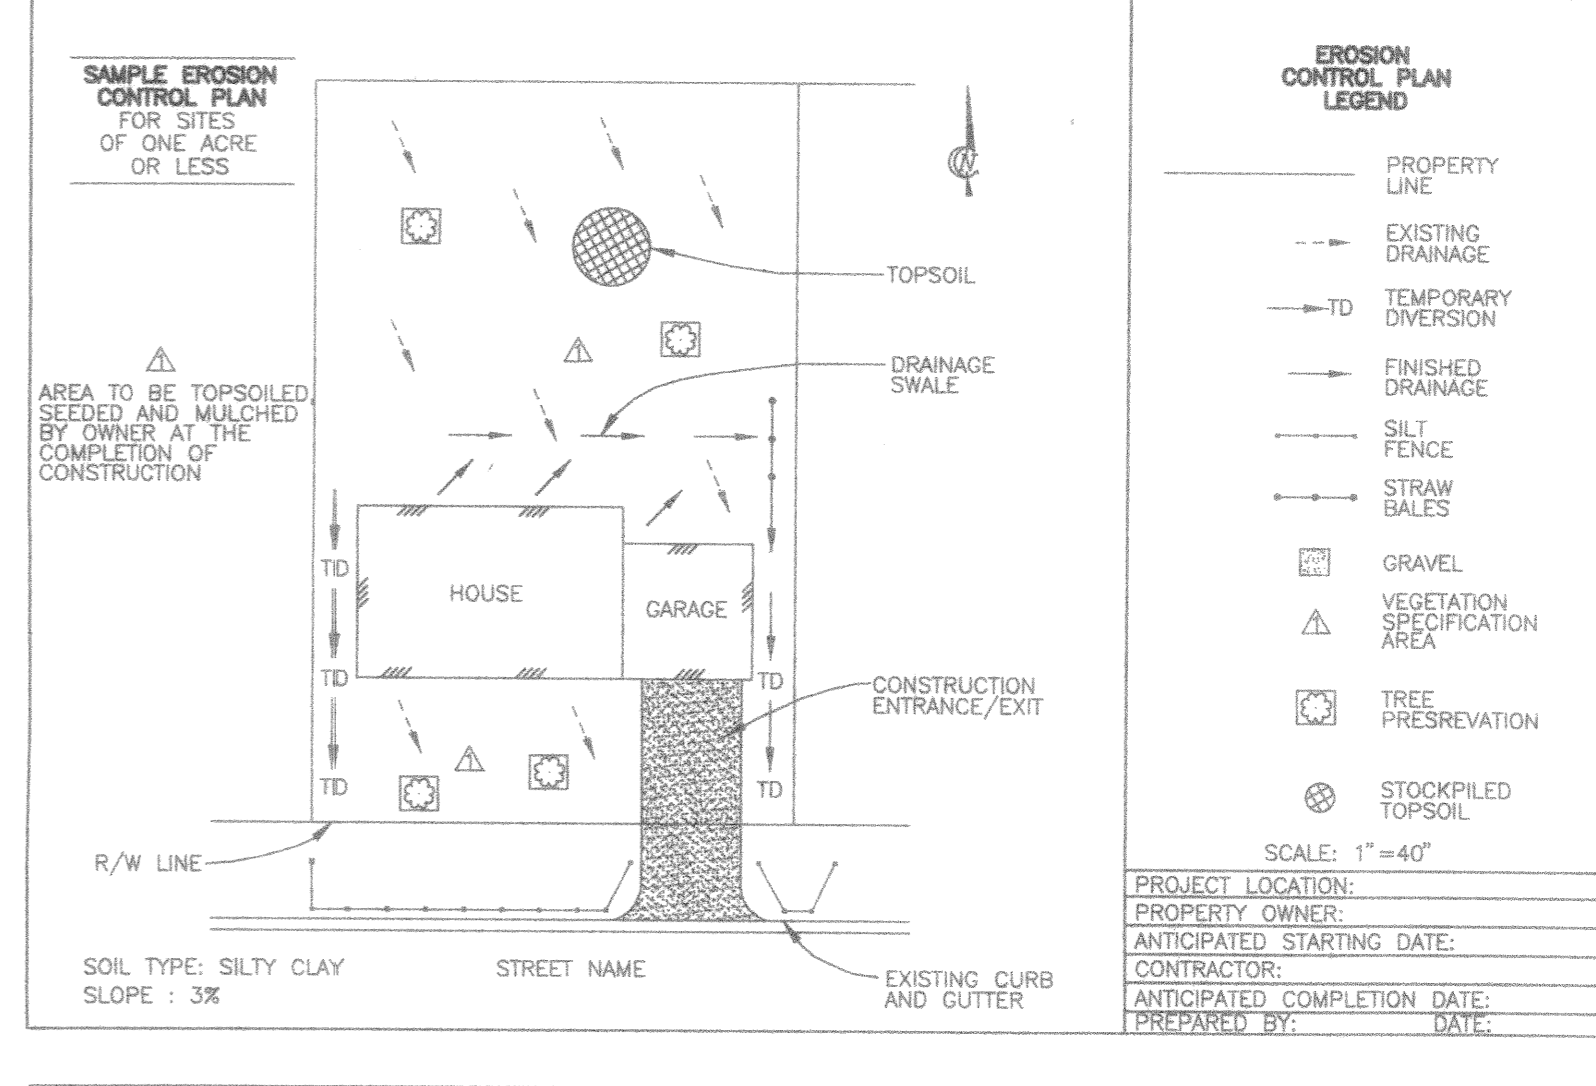 SAMPLE EROSION
CONTROL PLAN
FOR SITES
OF ONE ACRE
OR LESS
N
TOPSOIL
1
DRAINAGE
SWALE
1
AREA TO BE TOPSOILED,
SEEDED AND MULCHED
BY OWNER AT THE
COMPLETION OF
CONSTRUCTION
TD
HOUSE
GARAGE
TD
TD
CONSTRUCTION
ENTRANCE/EXIT
1
TD
TD
R/W LINE
SOIL TYPE: SILTY CLAY
SLOPE : 3%
STREET NAME
EXISTING CURB
AND GUTTER
EROSION
CONTROL PLAN
LEGEND
PROPERTY
LINE
EXISTING
DRAINAGE
TD
TEMPORARY
DIVERSION
FINISHED
DRAINAGE
SILT
FENCE
STRAW
BALES
GRAVEL
1
VEGETATION
SPECIFICATION
AREA
TREE
PRESREVATION
STOCKPILED
TOPSOIL
SCALE: 1"=40"
PROJECT LOCATION:
PROPERTY OWNER:
ANTICIPATED STARTING DATE:
CONTRACTOR:
ANTICIPATED COMPLETION DATE:
PREPARED BY: DATE: